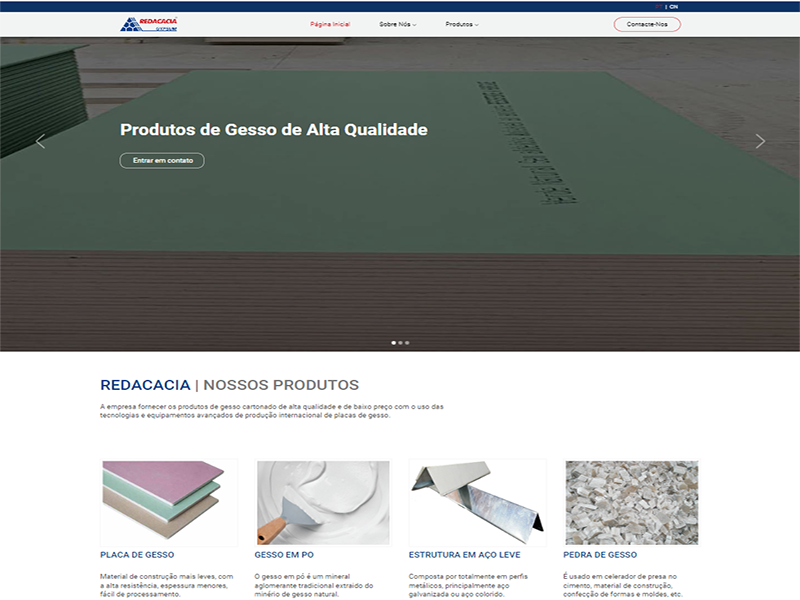 PT | CN
REDACACIA
GYPSUM
Página Inicial
Sobre Nós
Produtos
Contacte-Nos
Produtos de Gesso de Alta Qualidade
Entrar em contato
REDACACIA | NOSSOS PRODUTOS
A empresa fornecer os produtos de gesso cartonado de alta qualidade e de baixo preço com o uso das
tecnologias e equipamentos avançados de produção internacional de placas de gesso.
PLACA DE GESSO
Material de construção mais leves, com
a alta resistência, espessura menores,
fácil de processamento.
GESSO EM PO
O gesso em pó é um mineral
aglomerante tradicional extraido do
minério de gesso natural.
ESTRUTURA EM AÇO LEVE
Composta por totalmente em perfis
metálicos, principalmente aço
galvanizada ou aço colorido.
PEDRA DE GESSO
É usado em celerador de presa no
cimento, material de construção,
confecção de formas e moldes, etc.